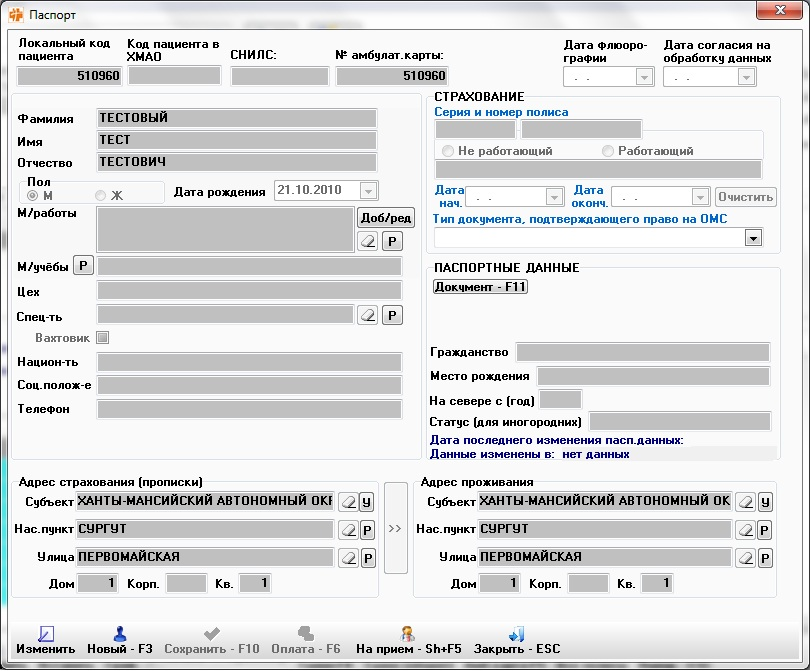 Паспорт
Локальный код пациента
Код пациента в ХМАО
СНИЛС:
№ амбулат.карты:
Дата флюоро-графии
Дата согласия на обработку данных
510960
510960
. .
. .
Фамилия ТЕСТОВЫЙ
Имя ТЕСТ
Отчество ТЕСТОВИЧ
Пол
М Ж
Дата рождения 21.10.2010
М/работы
Доб/ред
Р
М/учёбы Р
Цех
Спец-ть Р
Вахтовик
Национ-ть
Соц.полож-е
Телефон
СТРАХОВАНИЕ
Серия и номер полиса
Не работающий Работающий
Дата нач. . .
Дата оконч. . .
Очистить
Тип документа, подтверждающего право на ОМС
ПАСПОРТНЫЕ ДАННЫЕ
Документ - F11
Гражданство
Место рождения
На севере с (год)
Статус (для иногородних)
Дата последнего изменения пасп.данных:
Данные изменены в: нет данных
Адрес страхования (прописки)
Субъект ХАНТЫ-МАНСИЙСКИЙ АВТОНОМНЫЙ ОКР У
Нас.пункт СУРГУТ Р
Улица ПЕРВОМАЙСКАЯ Р
Дом 1 Корп. Кв. 1
>>
Адрес проживания
Субъект ХАНТЫ-МАНСИЙСКИЙ АВТОНОМНЫЙ ОК У
Нас.пункт СУРГУТ Р
Улица ПЕРВОМАЙСКАЯ Р
Дом 1 Корп. Кв. 1
Изменить Новый - F3 Сохранить - F10 Оплата - F6 На прием - Sh+F5 Закрыть - ESC